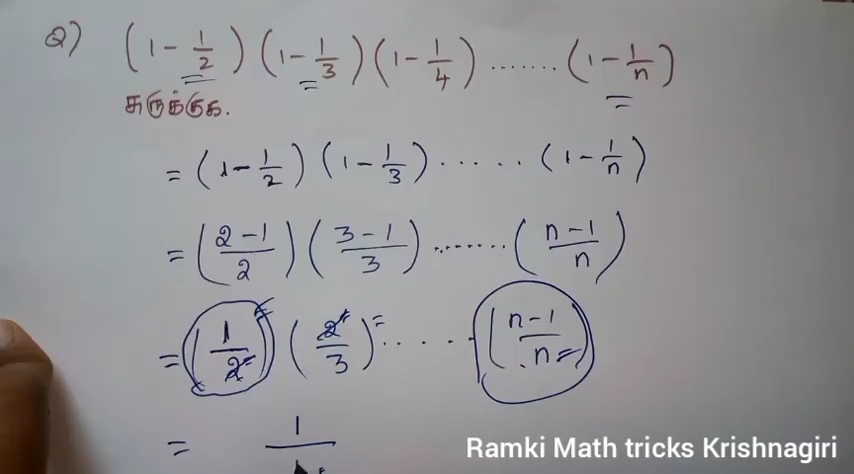 Q) (1 - 1/2) (1 - 1/3) (1 - 1/4) ....... (1 - 1/n)
சுருக்குக.
= (1 - 1/2) (1 - 1/3) ...... (1 - 1/n)
= ((2 - 1)/2) ((3 - 1)/3) ....... ((n - 1)/n)
= (1/2) (2/3) ..... ((n - 1)/n)
= 1/
Ramki Math tricks Krishnagiri